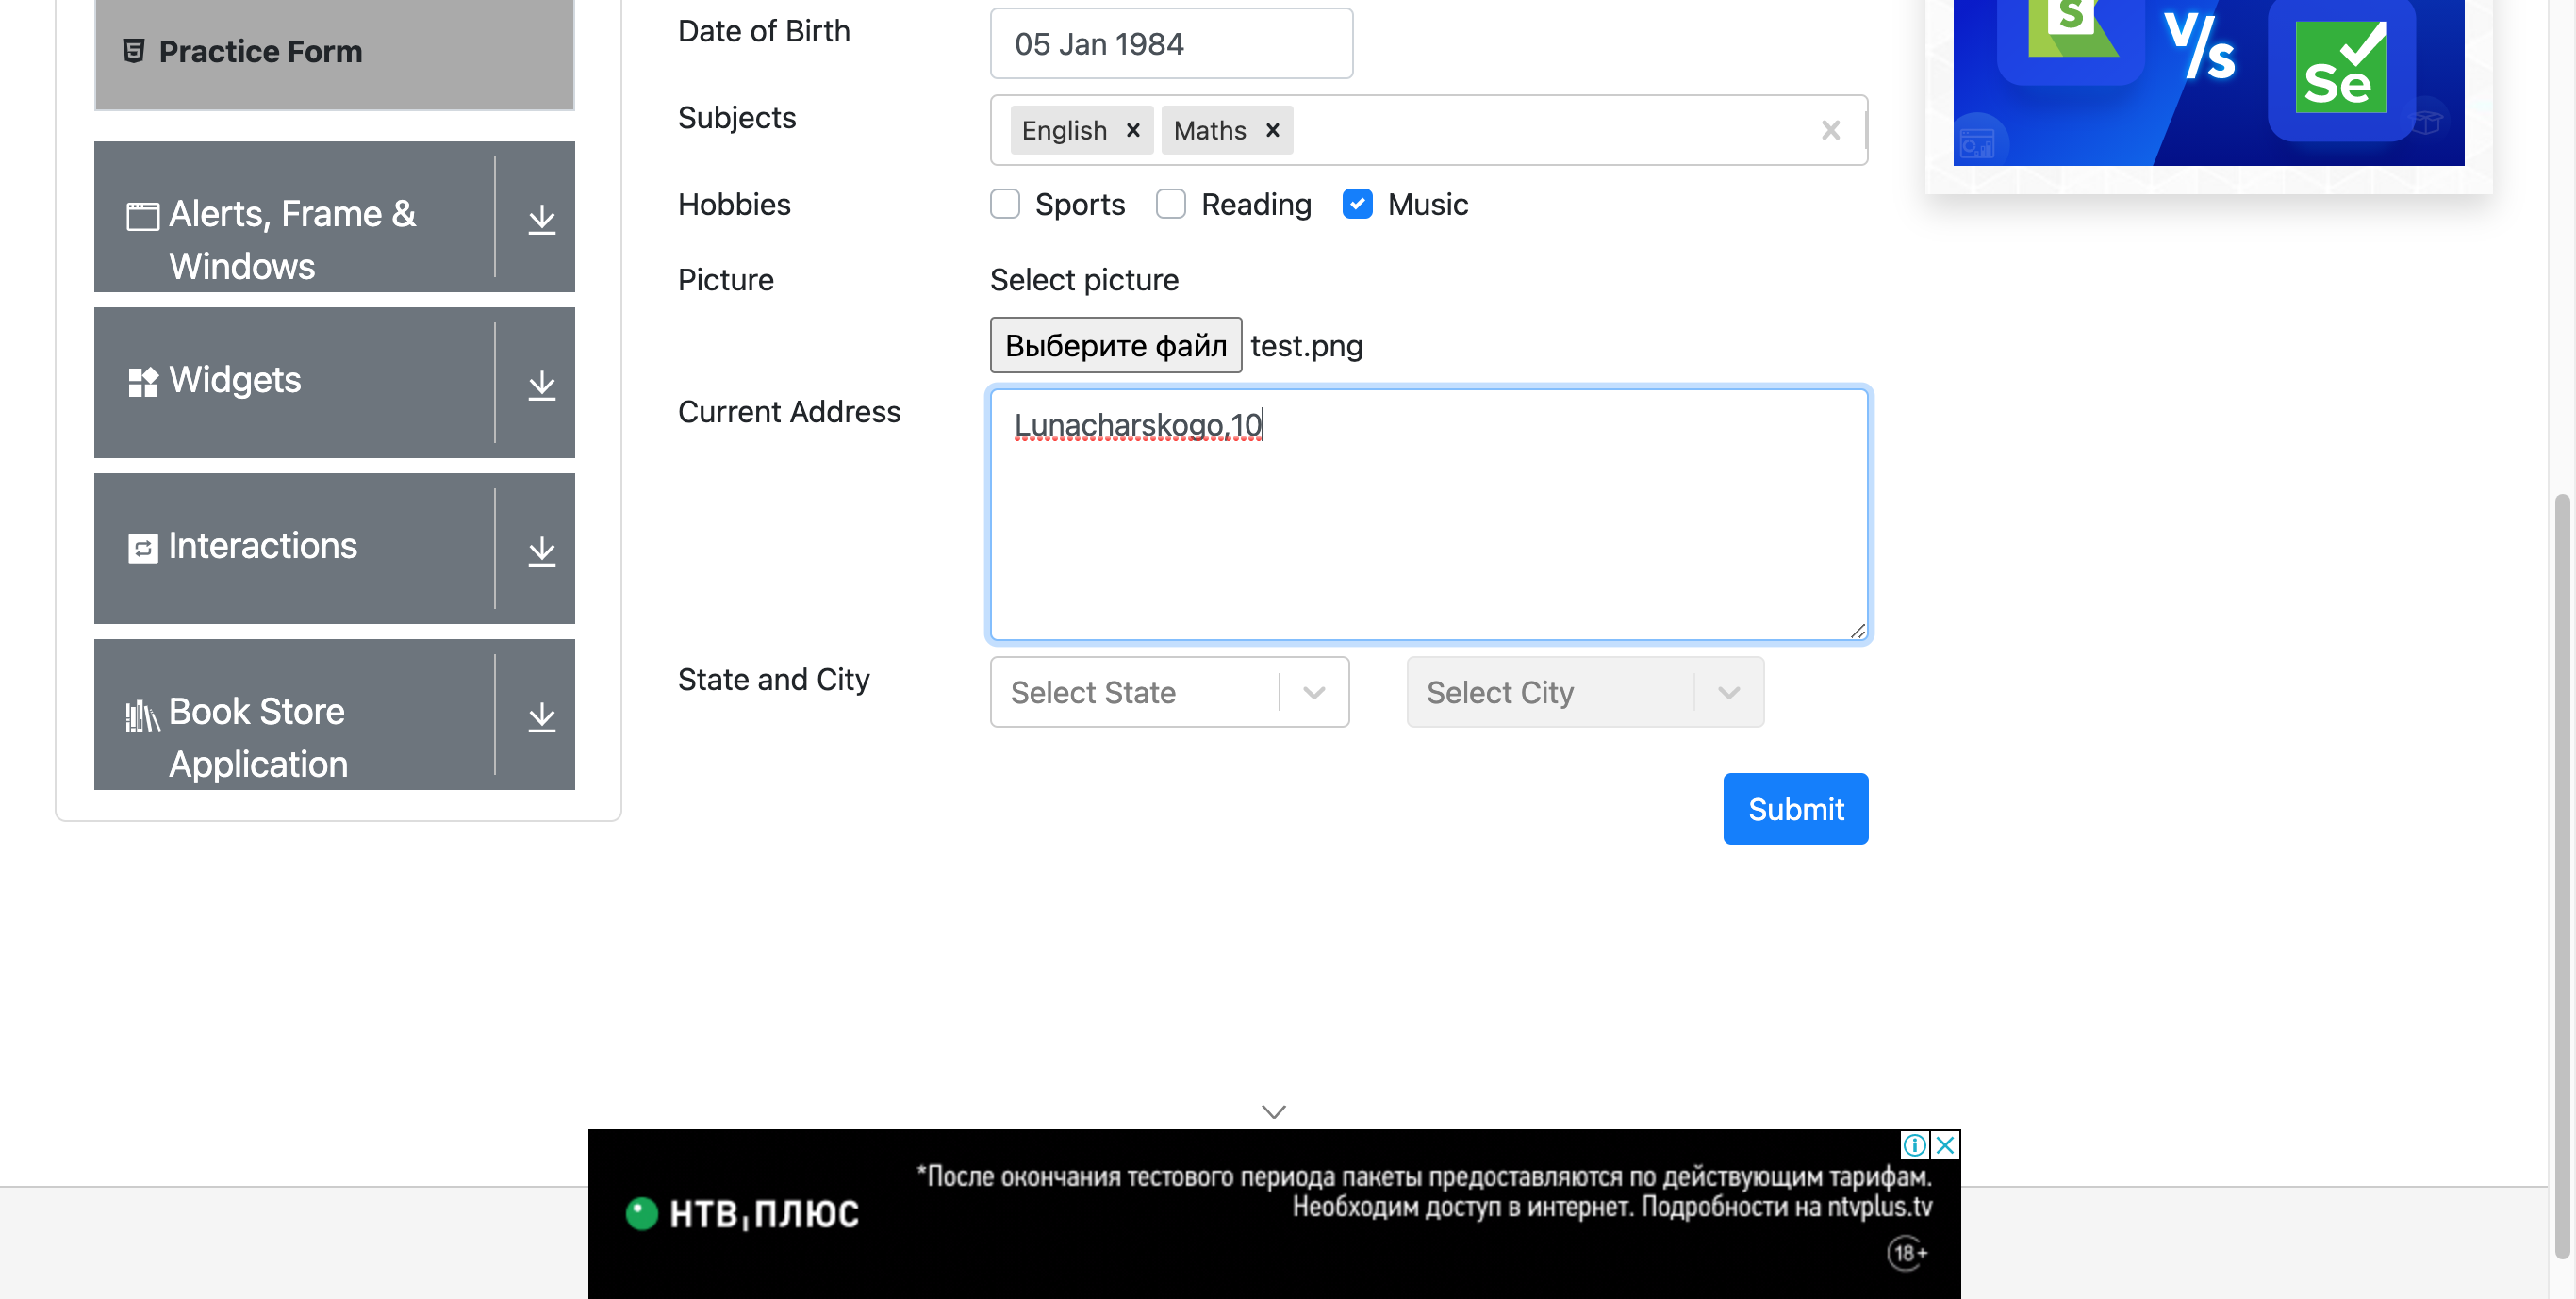 Practice Form
Alerts, Frame &
Windows
Widgets
Interactions
Book Store
Application
Date of Birth
05 Jan 1984
Subjects
English ×
Maths ×
Hobbies
Sports
Reading
Music
Picture
Select picture
Выберите файл test.png
Current Address
Lunacharskogo,10
State and City
Select State
Select City
Submit
S
V/s
Se
НТВ ПЛЮС
*После окончания тестового периода пакеты предоставляются по действующим тарифам.
Необходим доступ в интернет. Подробности на ntvplus.tv
18+